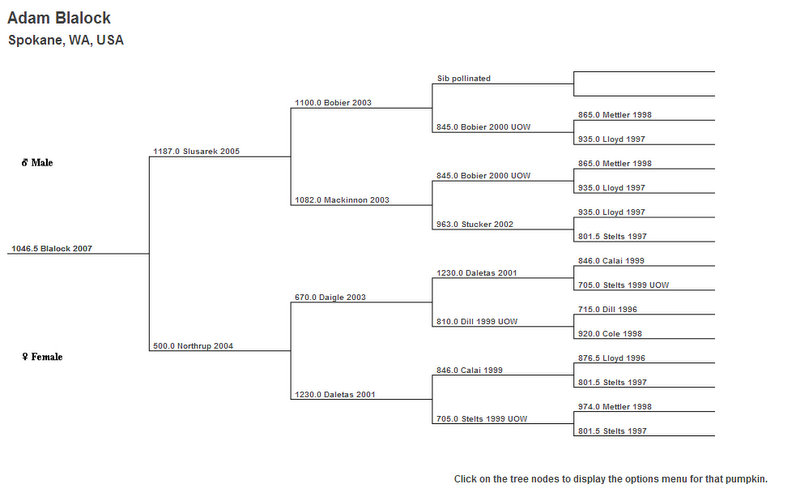 Adam Blalock
Spokane, WA, USA
Sib pollinated
1100.0 Bobier 2003
865.0 Mettler 1998
845.0 Bobier 2000 UOW
935.0 Lloyd 1997
1187.0 Slusarek 2005
♂ Male
865.0 Mettler 1998
845.0 Bobier 2000 UOW
935.0 Lloyd 1997
1082.0 Mackinnon 2003
935.0 Lloyd 1997
963.0 Stucker 2002
801.5 Stelts 1997
1046.5 Blalock 2007
846.0 Calai 1999
1230.0 Daletas 2001
705.0 Stelts 1999 UOW
670.0 Daigle 2003
715.0 Dill 1996
810.0 Dill 1999 UOW
920.0 Cole 1998
500.0 Northrup 2004
♀ Female
876.5 Lloyd 1996
846.0 Calai 1999
801.5 Stelts 1997
1230.0 Daletas 2001
974.0 Mettler 1998
705.0 Stelts 1999 UOW
801.5 Stelts 1997
Click on the tree nodes to display the options menu for that pumpkin.